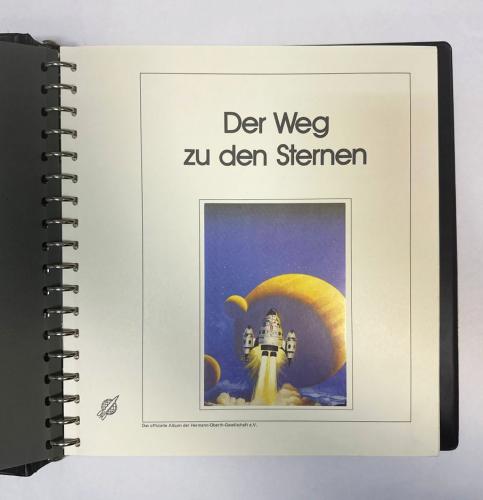 Der Weg
zu den Sternen
Das offizielle Album der Hermann-Oberth-Gesellschaft e.V.